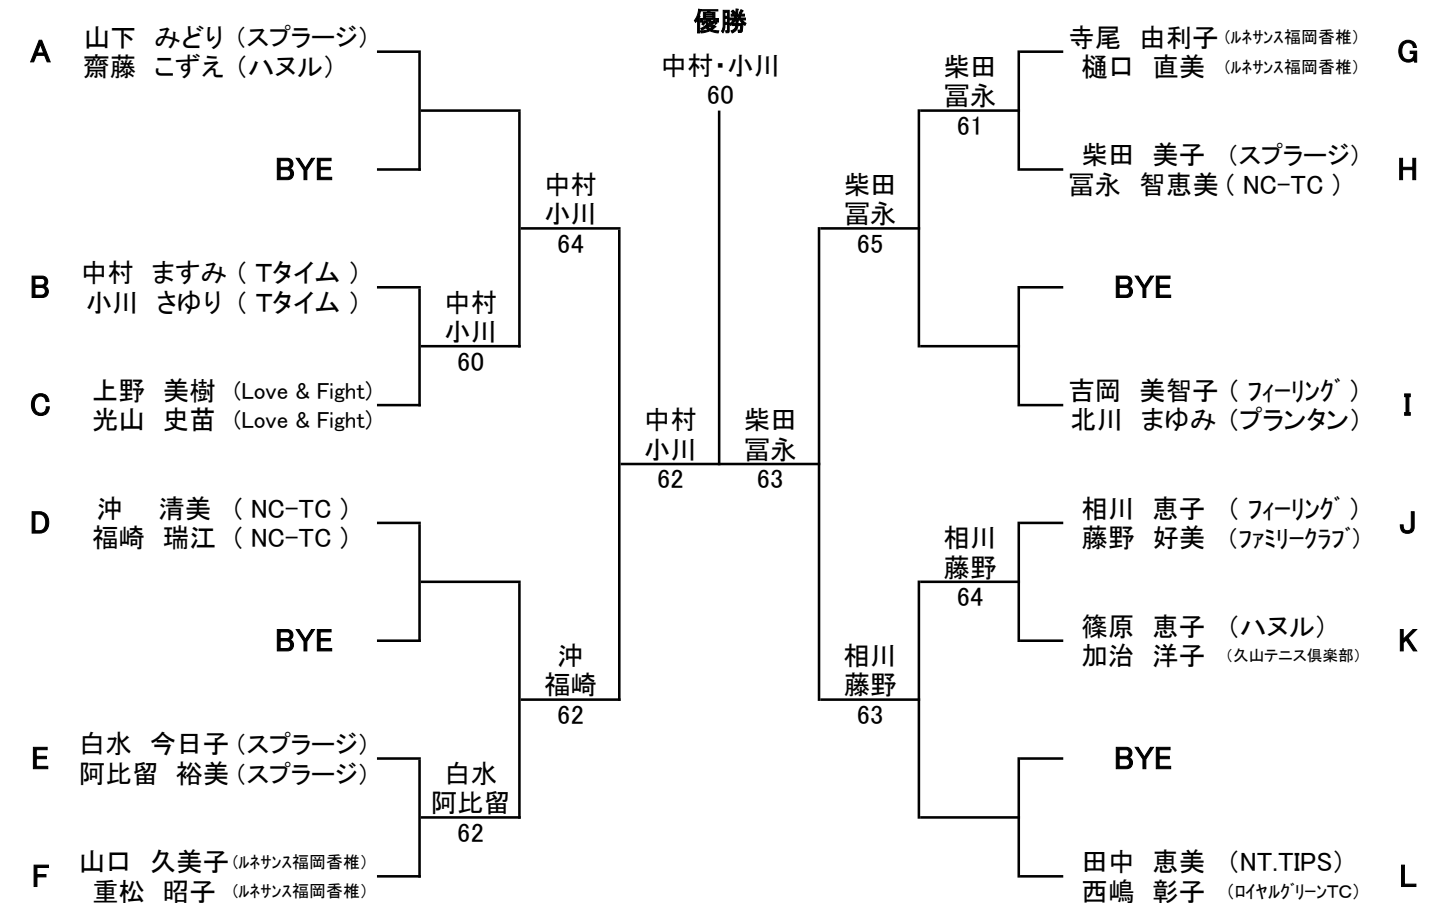 優勝
中村・小川
60
A
山下 みどり (スプラージ)
齋藤 こずえ (ハヌル)
BYE
中村
小川
64
B
中村 ますみ ( Tタイム )
小川 さゆり ( Tタイム )
中村
小川
60
C
上野 美樹 (Love & Fight)
光山 史苗 (Love & Fight)
中村
小川
62
D
沖 清美 ( NC-TC )
福崎 瑞江 ( NC-TC )
BYE
沖
福崎
62
E
白水 今日子 (スプラージ)
阿比留 裕美 (スプラージ)
白水
阿比留
62
F
山口 久美子 (ルネサンス福岡香椎)
重松 昭子 (ルネサンス福岡香椎)
寺尾 由利子 (ルネサンス福岡香椎)
樋口 直美 (ルネサンス福岡香椎)
G
柴田
冨永
61
柴田 美子 (スプラージ)
冨永 智恵美 ( NC-TC )
H
柴田
冨永
65
BYE
吉岡 美智子 ( フィーリング )
北川 まゆみ (プランタン)
I
柴田
冨永
63
相川 恵子 ( フィーリング )
藤野 好美 (ファミリークラブ)
J
相川
藤野
64
篠原 恵子 (ハヌル)
加治 洋子 (久山テニス倶楽部)
K
相川
藤野
63
BYE
田中 恵美 (NT.TIPS)
西嶋 彰子 (ロイヤルグリーンTC)
L